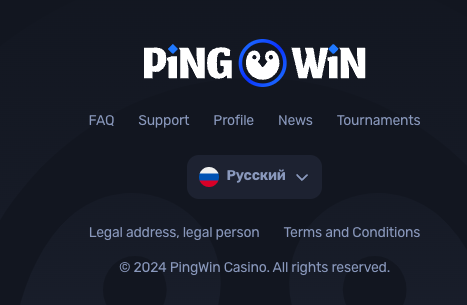 PiNG WiN
FAQ Support Profile News Tournaments
Русский
Legal address, legal person Terms and Conditions
© 2024 PingWin Casino. All rights reserved.